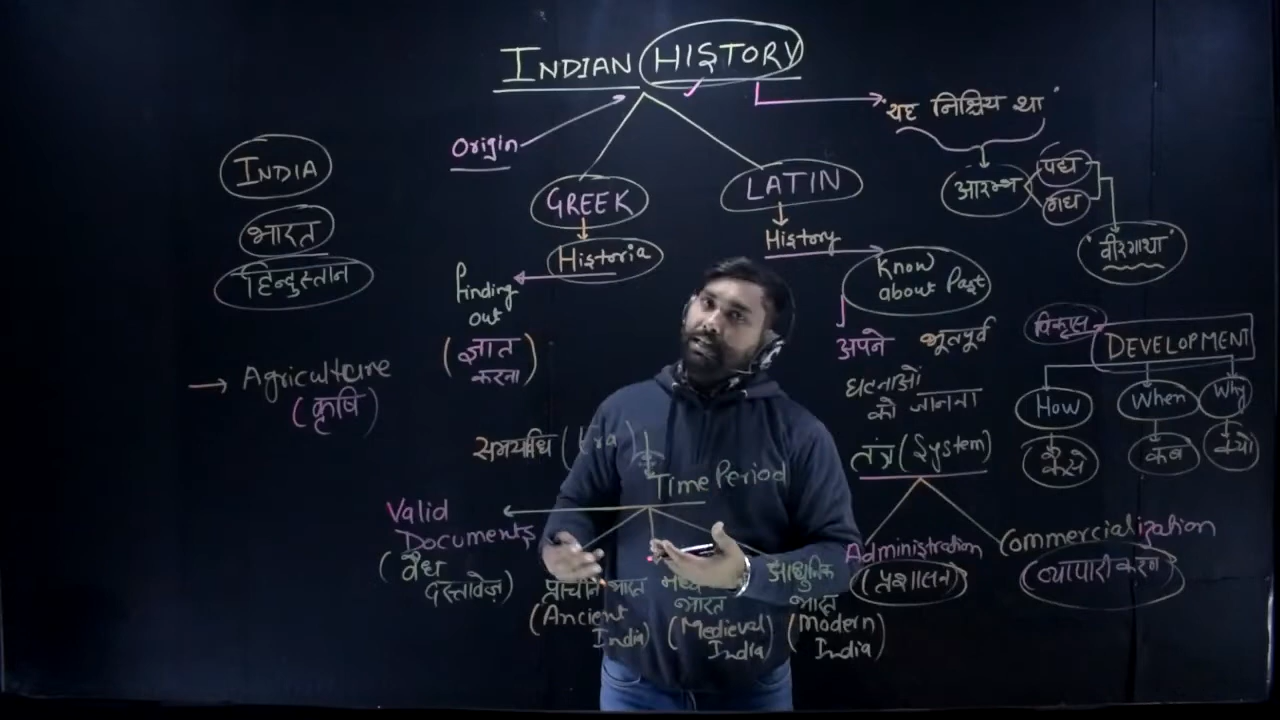 INDIAN HISTORY
"यह निश्चिय था"
Origin
INDIA
GREEK
LATIN
आरम्भ
पद्य
गद्य
भारत
Historia
History
"वीरगाथा"
हिन्दुस्तान
Finding
out
Know
about Past
(ज्ञात
करना)
अपने भूतपूर्व
घटनाओं
को जानना
विकास
DEVELOPMENT
→ Agriculture
(कृषि)
How
When
Why
कैसे
कब
क्यो
तंत्र (System)
समयावधि (Era)
Time Period
Valid
Documents
(वैध
दस्तावेज)
Administration
(प्रशासन)
Commercialization
व्यापारीकरण
प्राचीन भारत
(Ancient
India)
मध्य
भारत
(Medieval
India)
आधुनिक
भारत
(Modern
India)